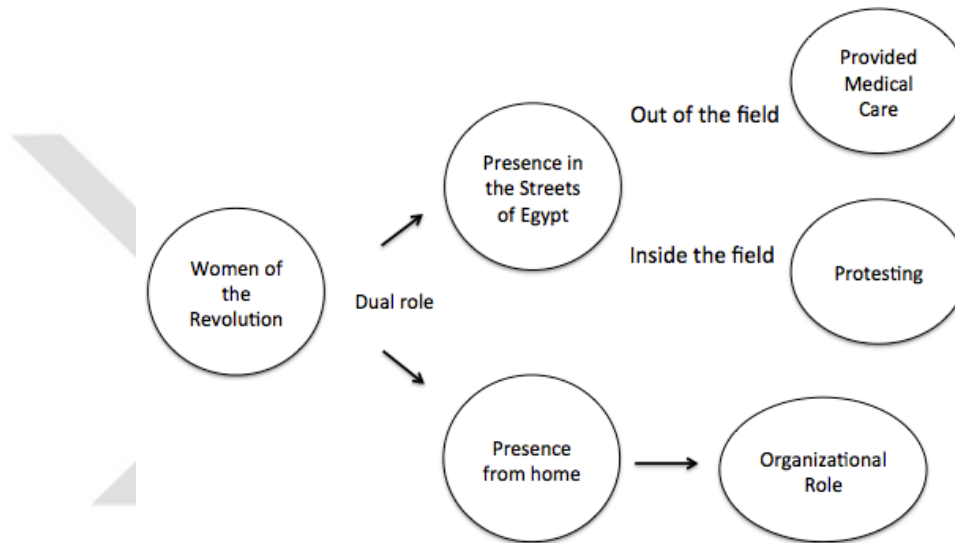 Women of
the
Revolution
Dual role
Presence in
the Streets
of Egypt
Out of the field
Provided
Medical
Care
Inside the field
Protesting
Presence
from home
Organizational
Role